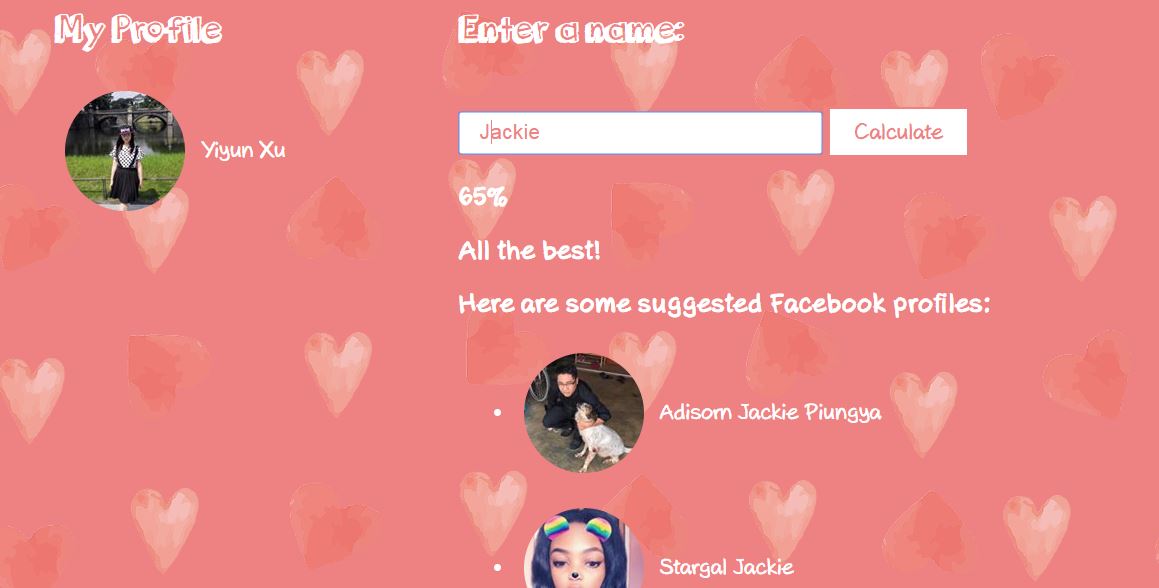 My Profile
Yiyun Xu
Enter a name:
Jackie
Calculate
65%
All the best!
Here are some suggested Facebook profiles:
Adisorn Jackie Piungya
Stargal Jackie